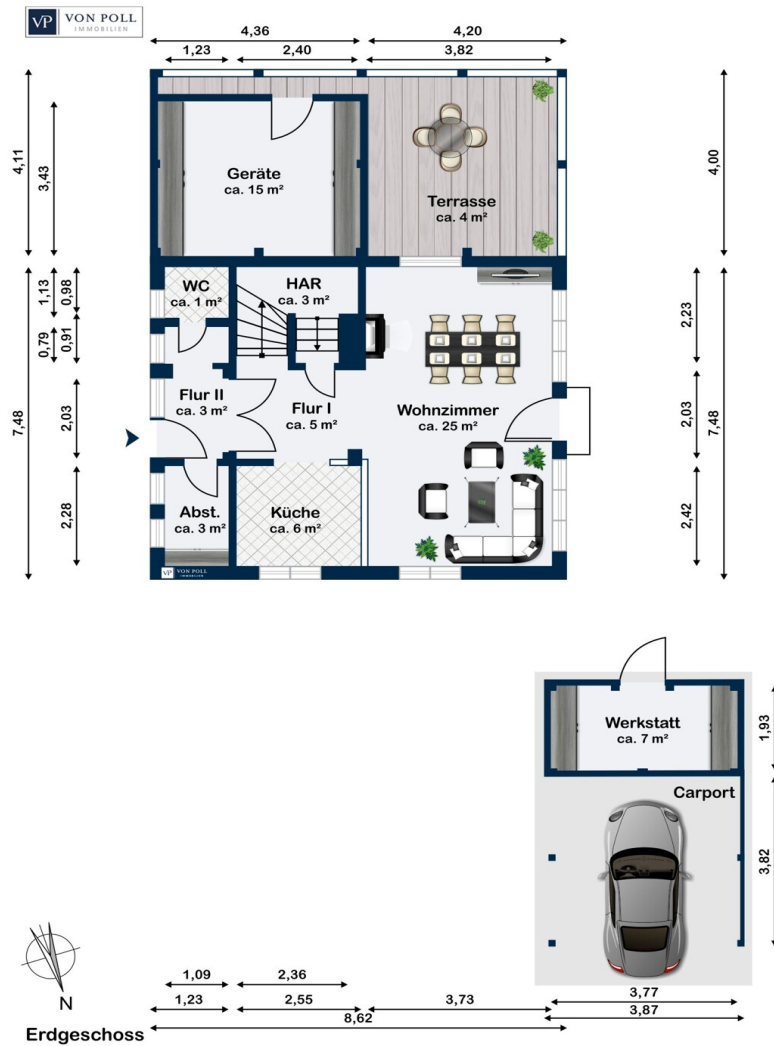 VP VON POLL
IMMOBILIEN
4,36
4,20
1,23
2,40
3,82
4,11
3,43
4,00
Geräte
ca. 15 m²
Terrasse
ca. 4 m²
WC
ca. 1 m²
HAR
ca. 3 m²
1,13
0,98
0,79
0,91
2,23
7,48
2,03
Flur II
ca. 3 m²
Flur I
ca. 5 m²
Wohnzimmer
ca. 25 m²
2,03
7,48
2,28
Abst.
ca. 3 m²
Küche
ca. 6 m²
2,42
VP VON POLL
IMMOBILIEN
Werkstatt
ca. 7 m²
1,93
Carport
3,82
N
1,09
2,36
1,23
2,55
3,73
8,62
3,77
3,87
Erdgeschoss